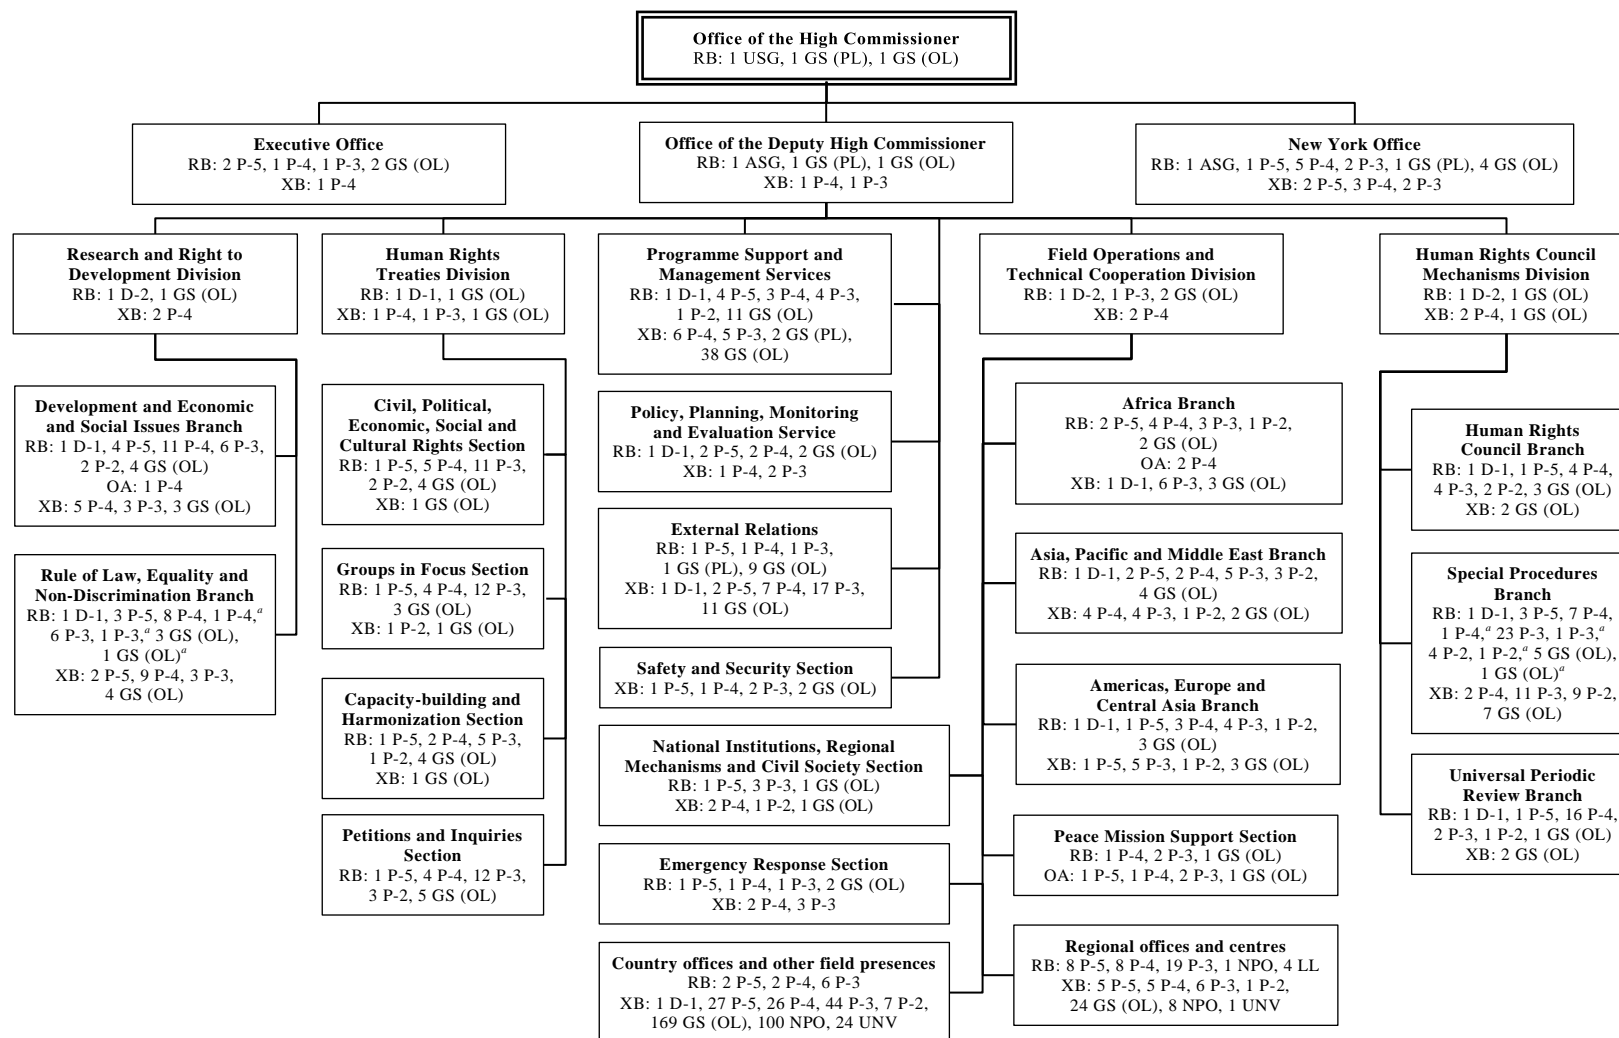 Office of the High Commissioner
RB: 1 USG, 1 GS (PL), 1 GS (OL)
Executive Office
RB: 2 P-5, 1 P-4, 1 P-3, 2 GS (OL)
XB: 1 P-4
Office of the Deputy High Commissioner
RB: 1 ASG, 1 GS (PL), 1 GS (OL)
XB: 1 P-4, 1 P-3
New York Office
RB: 1 ASG, 1 P-5, 5 P-4, 2 P-3, 1 GS (PL), 4 GS (OL)
XB: 2 P-5, 3 P-4, 2 P-3
Research and Right to
Development Division
RB: 1 D-2, 1 GS (OL)
XB: 2 P-4
Human Rights
Treaties Division
RB: 1 D-1, 1 GS (OL)
XB: 1 P-4, 1 P-3, 1 GS (OL)
Programme Support and
Management Services
RB: 1 D-1, 4 P-5, 3 P-4, 4 P-3,
1 P-2, 11 GS (OL)
XB: 6 P-4, 5 P-3, 2 GS (PL),
38 GS (OL)
Field Operations and
Technical Cooperation Division
RB: 1 D-2, 1 P-3, 2 GS (OL)
XB: 2 P-4
Human Rights Council
Mechanisms Division
RB: 1 D-2, 1 GS (OL)
XB: 2 P-4, 1 GS (OL)
Development and Economic
and Social Issues Branch
RB: 1 D-1, 4 P-5, 11 P-4, 6 P-3,
2 P-2, 4 GS (OL)
OA: 1 P-4
XB: 5 P-4, 3 P-3, 3 GS (OL)
Rule of Law, Equality and
Non-Discrimination Branch
RB: 1 D-1, 3 P-5, 8 P-4, 1 P-4,a
6 P-3, 1 P-3,a 3 GS (OL),
1 GS (OL)a
XB: 2 P-5, 9 P-4, 3 P-3,
4 GS (OL)
Civil, Political,
Economic, Social and
Cultural Rights Section
RB: 1 P-5, 5 P-4, 11 P-3,
2 P-2, 4 GS (OL)
XB: 1 GS (OL)
Groups in Focus Section
RB: 1 P-5, 4 P-4, 12 P-3,
3 GS (OL)
XB: 1 P-2, 1 GS (OL)
Capacity-building and
Harmonization Section
RB: 1 P-5, 2 P-4, 5 P-3,
1 P-2, 4 GS (OL)
XB: 1 GS (OL)
Petitions and Inquiries
Section
RB: 1 P-5, 4 P-4, 12 P-3,
3 P-2, 5 GS (OL)
Policy, Planning, Monitoring
and Evaluation Service
RB: 1 D-1, 2 P-5, 2 P-4, 2 GS (OL)
XB: 1 P-4, 2 P-3
External Relations
RB: 1 P-5, 1 P-4, 1 P-3,
1 GS (PL), 9 GS (OL)
XB: 1 D-1, 2 P-5, 7 P-4, 17 P-3,
11 GS (OL)
Safety and Security Section
XB: 1 P-5, 1 P-4, 2 P-3, 2 GS (OL)
National Institutions, Regional
Mechanisms and Civil Society Section
RB: 1 P-5, 3 P-3, 1 GS (OL)
XB: 2 P-4, 1 P-2, 1 GS (OL)
Emergency Response Section
RB: 1 P-5, 1 P-4, 1 P-3, 2 GS (OL)
XB: 2 P-4, 3 P-3
Country offices and other field presences
RB: 2 P-5, 2 P-4, 6 P-3
XB: 1 D-1, 27 P-5, 26 P-4, 44 P-3, 7 P-2,
169 GS (OL), 100 NPO, 24 UNV
Africa Branch
RB: 2 P-5, 4 P-4, 3 P-3, 1 P-2,
2 GS (OL)
OA: 2 P-4
XB: 1 D-1, 6 P-3, 3 GS (OL)
Asia, Pacific and Middle East Branch
RB: 1 D-1, 2 P-5, 2 P-4, 5 P-3, 3 P-2,
4 GS (OL)
XB: 4 P-4, 4 P-3, 1 P-2, 2 GS (OL)
Americas, Europe and
Central Asia Branch
RB: 1 D-1, 1 P-5, 3 P-4, 4 P-3, 1 P-2,
3 GS (OL)
XB: 1 P-5, 5 P-3, 1 P-2, 3 GS (OL)
Peace Mission Support Section
RB: 1 P-4, 2 P-3, 1 GS (OL)
OA: 1 P-5, 1 P-4, 2 P-3, 1 GS (OL)
Regional offices and centres
RB: 8 P-5, 8 P-4, 19 P-3, 1 NPO, 4 LL
XB: 5 P-5, 5 P-4, 6 P-3, 1 P-2,
24 GS (OL), 8 NPO, 1 UNV
Human Rights
Council Branch
RB: 1 D-1, 1 P-5, 4 P-4,
4 P-3, 2 P-2, 3 GS (OL)
XB: 2 GS (OL)
Special Procedures
Branch
RB: 1 D-1, 3 P-5, 7 P-4,
1 P-4,a 23 P-3, 1 P-3,a
4 P-2, 1 P-2,a 5 GS (OL),
1 GS (OL)a
XB: 2 P-4, 11 P-3, 9 P-2,
7 GS (OL)
Universal Periodic
Review Branch
RB: 1 D-1, 1 P-5, 16 P-4,
2 P-3, 1 P-2, 1 GS (OL)
XB: 2 GS (OL)